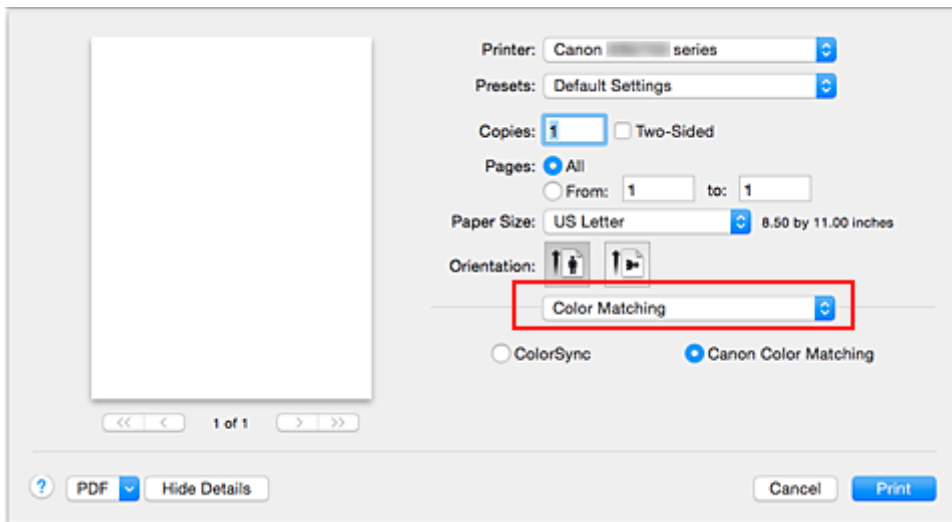 Printer: Canon series
Presets: Default Settings
Copies: 1 Two-Sided
Pages: All
From: 1 to: 1
Paper Size: US Letter 8.50 by 11.00 inches
Orientation:
Color Matching
ColorSync Canon Color Matching
<< < 1 of 1 > >>
? PDF Hide Details Cancel Print